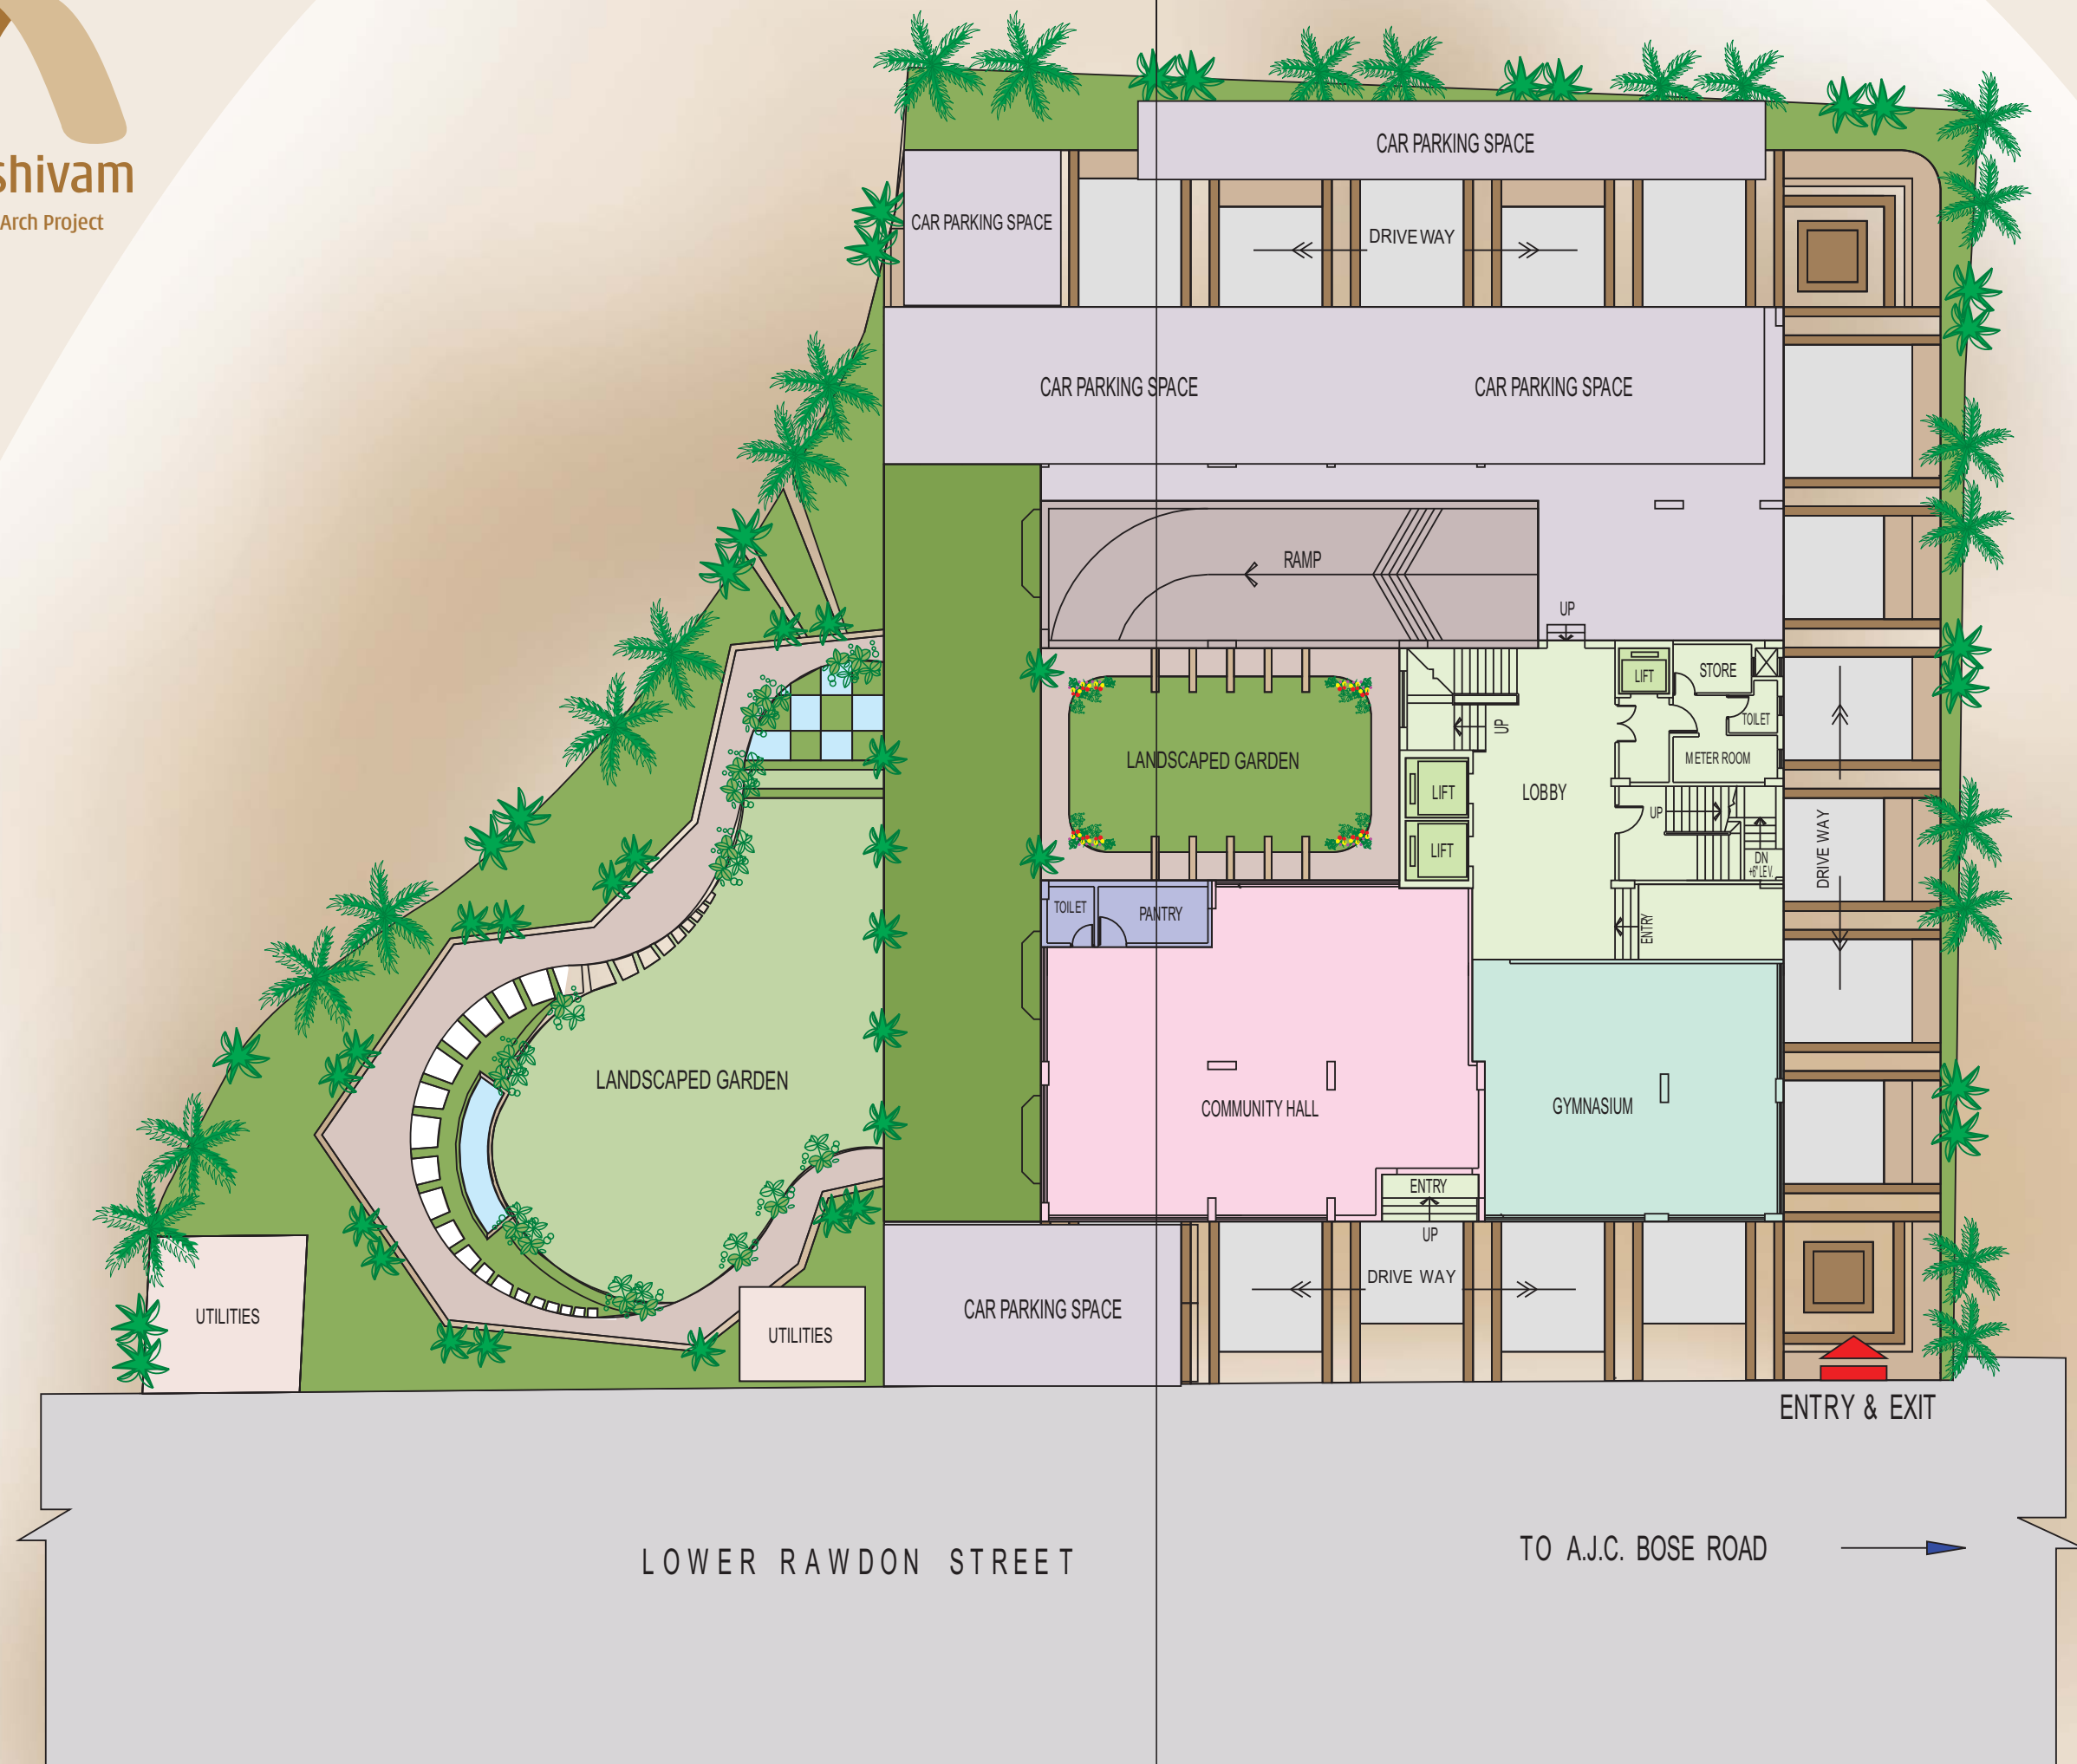 shivam
Arch Project
CAR PARKING SPACE
CAR PARKING SPACE
DRIVE WAY
CAR PARKING SPACE
CAR PARKING SPACE
RAMP
UP
LIFT
STORE
TOILET
UP
METER ROOM
LANDSCAPED GARDEN
LIFT
LOBBY
UP
DRIVE WAY
LIFT
DN
+6" LEV.
TOILET
PANTRY
ENTRY
LANDSCAPED GARDEN
COMMUNITY HALL
GYMNASIUM
ENTRY
UP
DRIVE WAY
CAR PARKING SPACE
UTILITIES
UTILITIES
ENTRY & EXIT
LOWER RAWDON STREET
TO A.J.C. BOSE ROAD